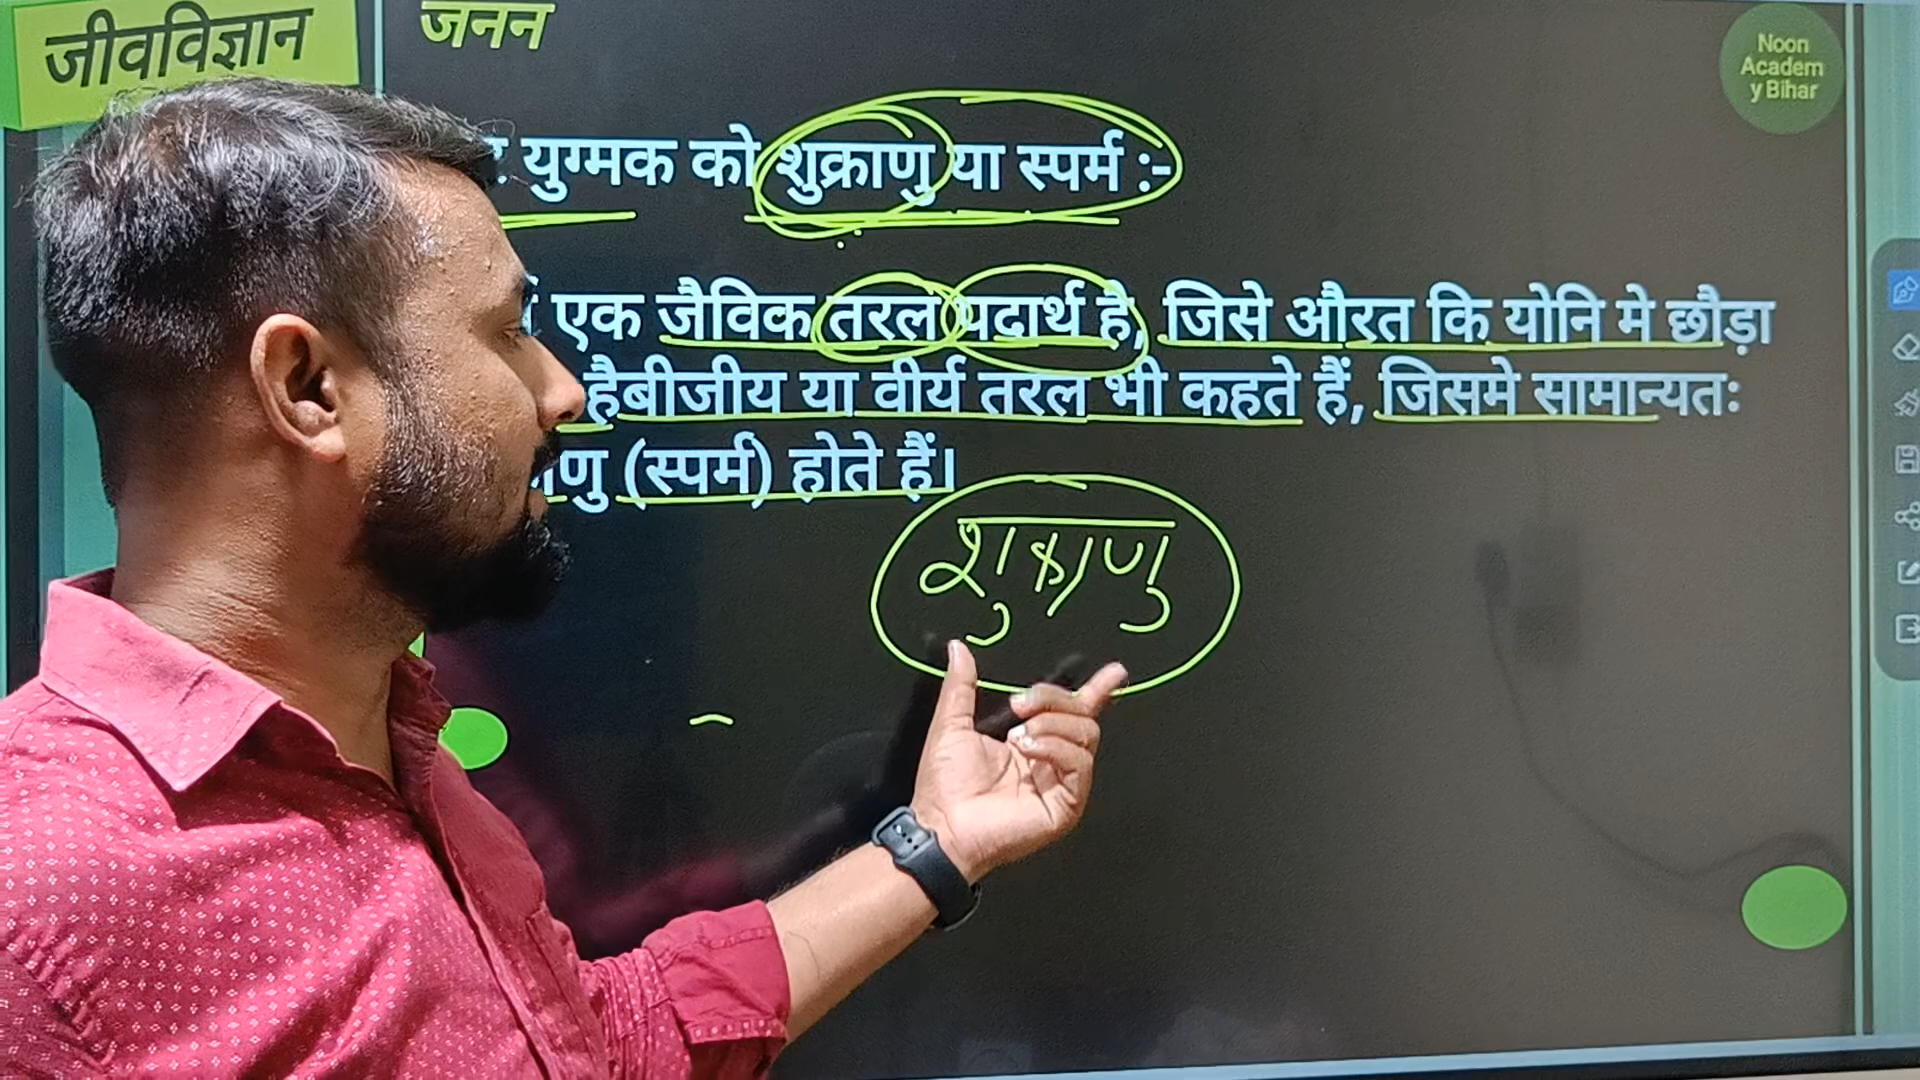 जीवविज्ञान
जनन
Noon
Academ
y Bihar
युग्मक को शुक्राणु या स्पर्म :-
एक जैविक तरल पदार्थ है, जिसे औरत कि योनि मे छौड़ा
हैबीजीय या वीर्य तरल भी कहते हैं, जिसमे सामान्यतः
(स्पर्म) होते हैं।
शुक्राणु